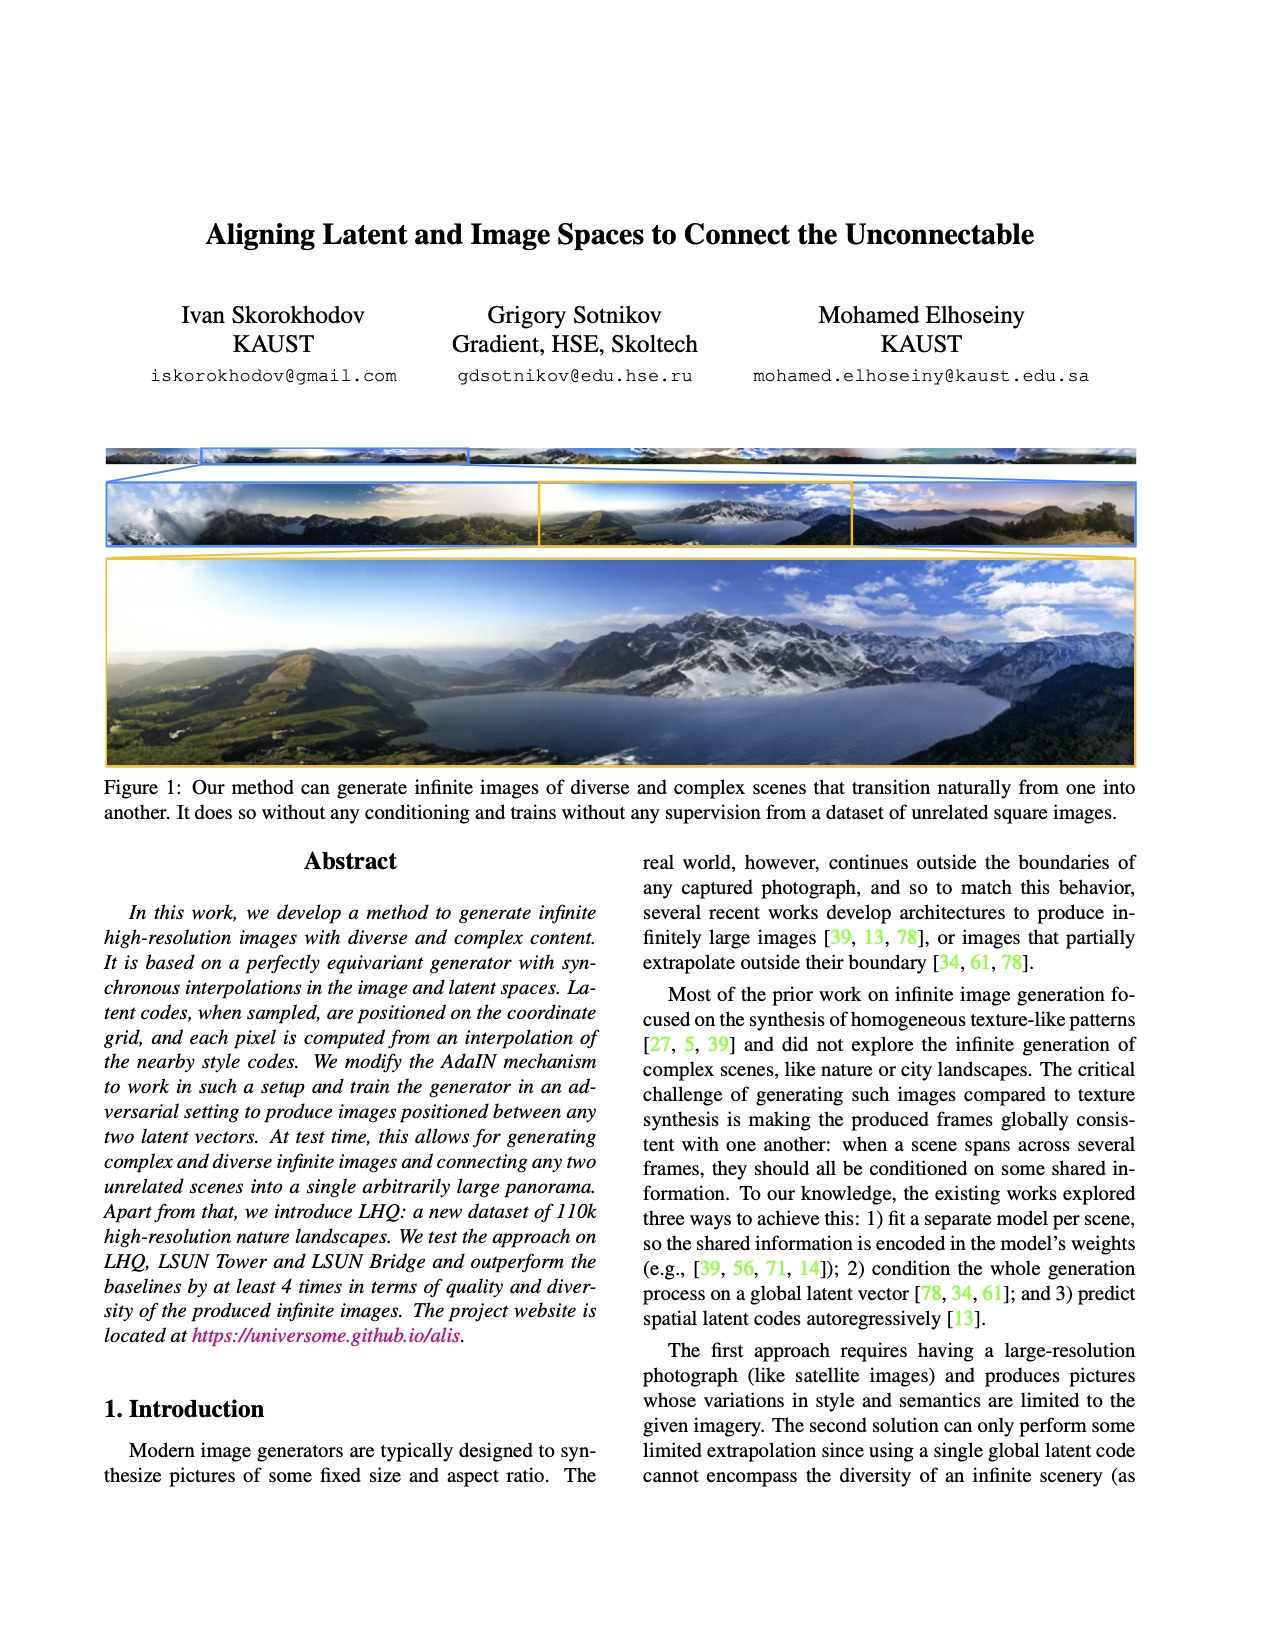 Aligning Latent and Image Spaces to Connect the Unconnectable
Ivan Skorokhodov
KAUST
iskorokhodov@gmail.com
Grigory Sotnikov
Gradient, HSE, Skoltech
gdsotnikov@edu.hse.ru
Mohamed Elhoseiny
KAUST
mohamed.elhoseiny@kaust.edu.sa
Figure 1: Our method can generate infinite images of diverse and complex scenes that transition naturally from one into
another. It does so without any conditioning and trains without any supervision from a dataset of unrelated square images.
Abstract
In this work, we develop a method to generate infinite
high-resolution images with diverse and complex content.
It is based on a perfectly equivariant generator with syn-
chronous interpolations in the image and latent spaces. La-
tent codes, when sampled, are positioned on the coordinate
grid, and each pixel is computed from an interpolation of
the nearby style codes. We modify the AdaIN mechanism
to work in such a setup and train the generator in an ad-
versarial setting to produce images positioned between any
two latent vectors. At test time, this allows for generating
complex and diverse infinite images and connecting any two
unrelated scenes into a single arbitrarily large panorama.
Apart from that, we introduce LHQ: a new dataset of 110k
high-resolution nature landscapes. We test the approach on
LHQ, LSUN Tower and LSUN Bridge and outperform the
baselines by at least 4 times in terms of quality and diver-
sity of the produced infinite images. The project website is
located at https://universome.github.io/alis.
1. Introduction
Modern image generators are typically designed to syn-
thesize pictures of some fixed size and aspect ratio. The
real world, however, continues outside the boundaries of
any captured photograph, and so to match this behavior,
several recent works develop architectures to produce in-
finitely large images [39, 13, 78], or images that partially
extrapolate outside their boundary [34, 61, 78].
Most of the prior work on infinite image generation fo-
cused on the synthesis of homogeneous texture-like patterns
[27, 5, 39] and did not explore the infinite generation of
complex scenes, like nature or city landscapes. The critical
challenge of generating such images compared to texture
synthesis is making the produced frames globally consis-
tent with one another: when a scene spans across several
frames, they should all be conditioned on some shared in-
formation. To our knowledge, the existing works explored
three ways to achieve this: 1) fit a separate model per scene,
so the shared information is encoded in the model's weights
(e.g., [39, 56, 71, 14]); 2) condition the whole generation
process on a global latent vector [78, 34, 61]; and 3) predict
spatial latent codes autoregressively [13].
The first approach requires having a large-resolution
photograph (like satellite images) and produces pictures
whose variations in style and semantics are limited to the
given imagery. The second solution can only perform some
limited extrapolation since using a single global latent code
cannot encompass the diversity of an infinite scenery (as